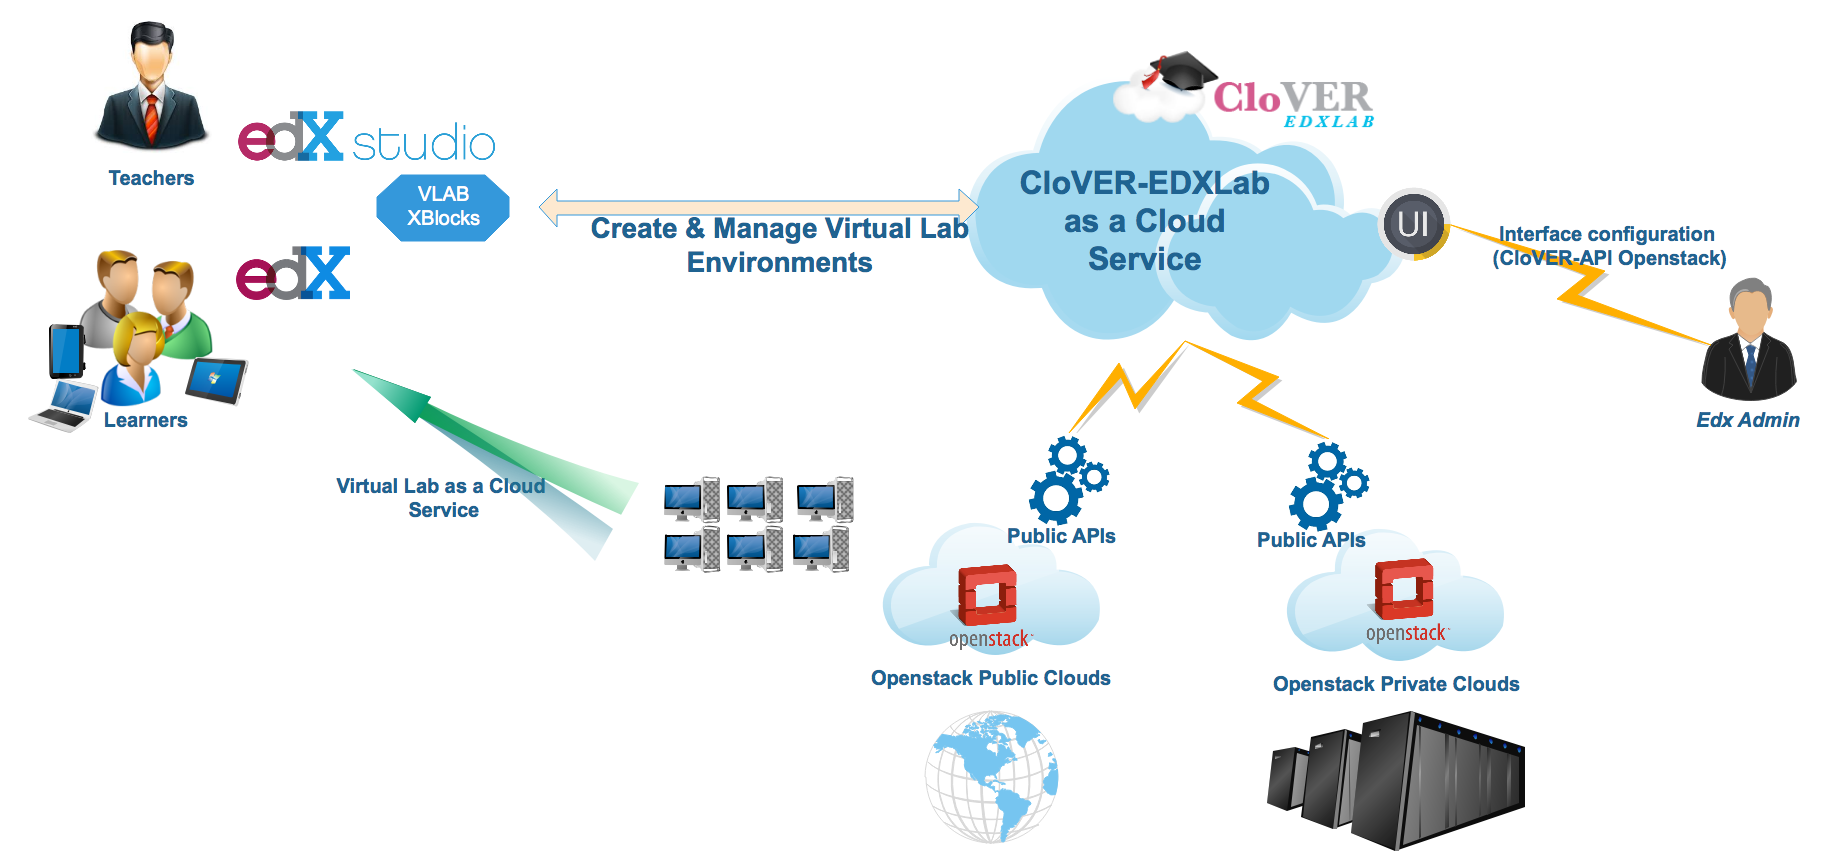 Teachers
edX studio
VLAB
XBlocks
edX
Learners
Create & Manage Virtual Lab
Environments
CloVER
EDXLAB
CloVER-EDXLab
as a Cloud
Service
UI
Interface configuration
(CloVER-API Openstack)
Edx Admin
Virtual Lab as a Cloud
Service
Public APIs
Public APIs
openstack
openstack
Openstack Public Clouds
Openstack Private Clouds